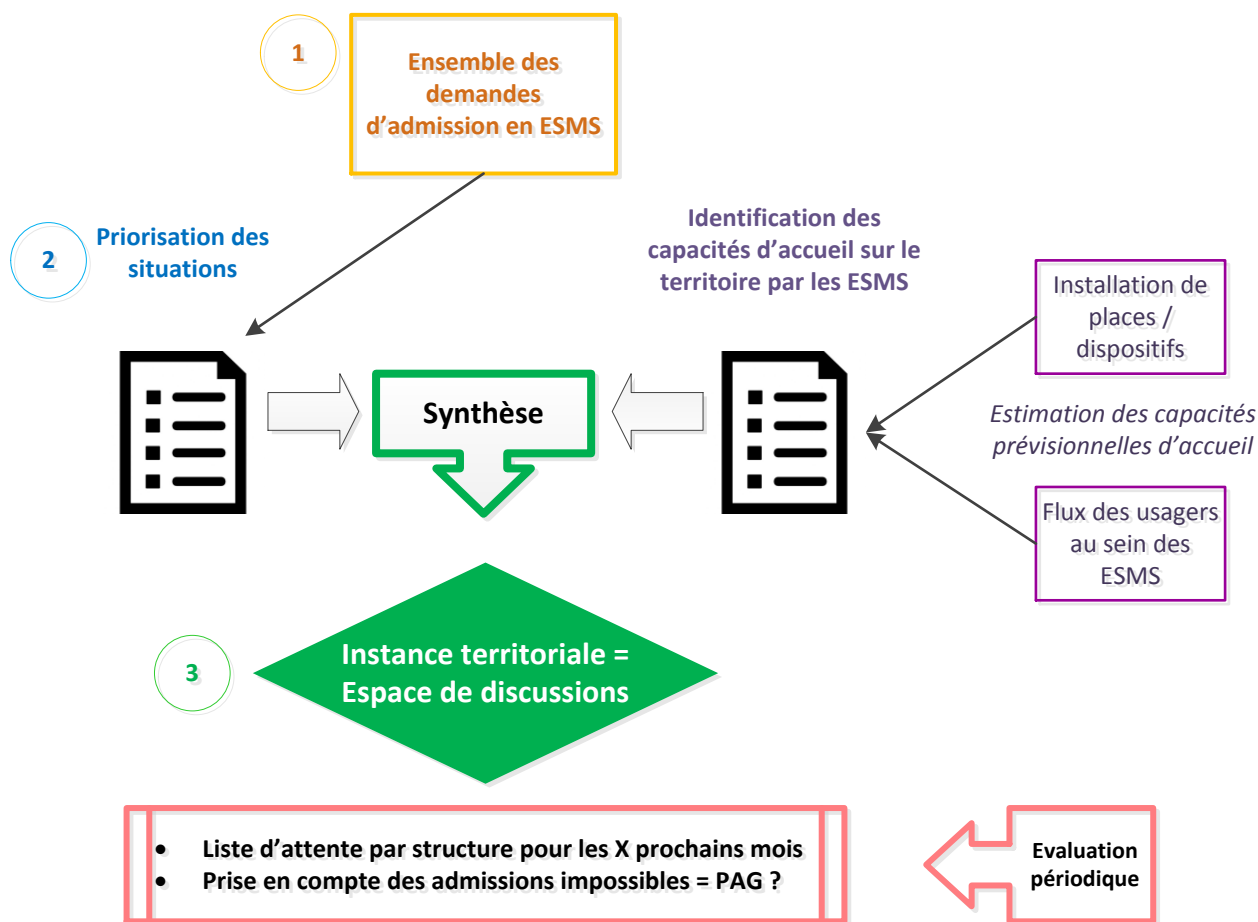 1
Ensemble des
demandes
d’admission en ESMS
2
Priorisation des
situations
Identification des
capacités d’accueil sur le
territoire par les ESMS
Installation de
places /
dispositifs
Estimation des capacités
prévisionnelles d’accueil
Flux des usagers
au sein des
ESMS
Synthèse
3
Instance territoriale =
Espace de discussions
• Liste d’attente par structure pour les X prochains mois
• Prise en compte des admissions impossibles = PAG ?
Evaluation
périodique